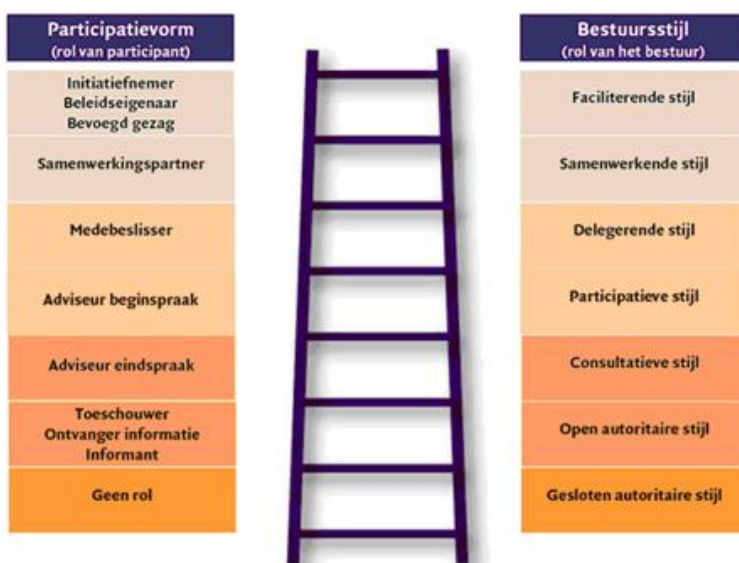 Participatievorm
(rol van participant)
Initiatiefnemer
Beleidseigenaar
Bevoegd gezag
Samenwerkingspartner
Medebeslisser
Adviseur beginspraak
Adviseur eindspraak
Toeschouwer
Ontvanger informatie
Informant
Geen rol
Bestuursstijl
(rol van het bestuur)
Faciliterende stijl
Samenwerkende stijl
Delegerende stijl
Participatieve stijl
Consultatieve stijl
Open autoritaire stijl
Gesloten autoritaire stijl